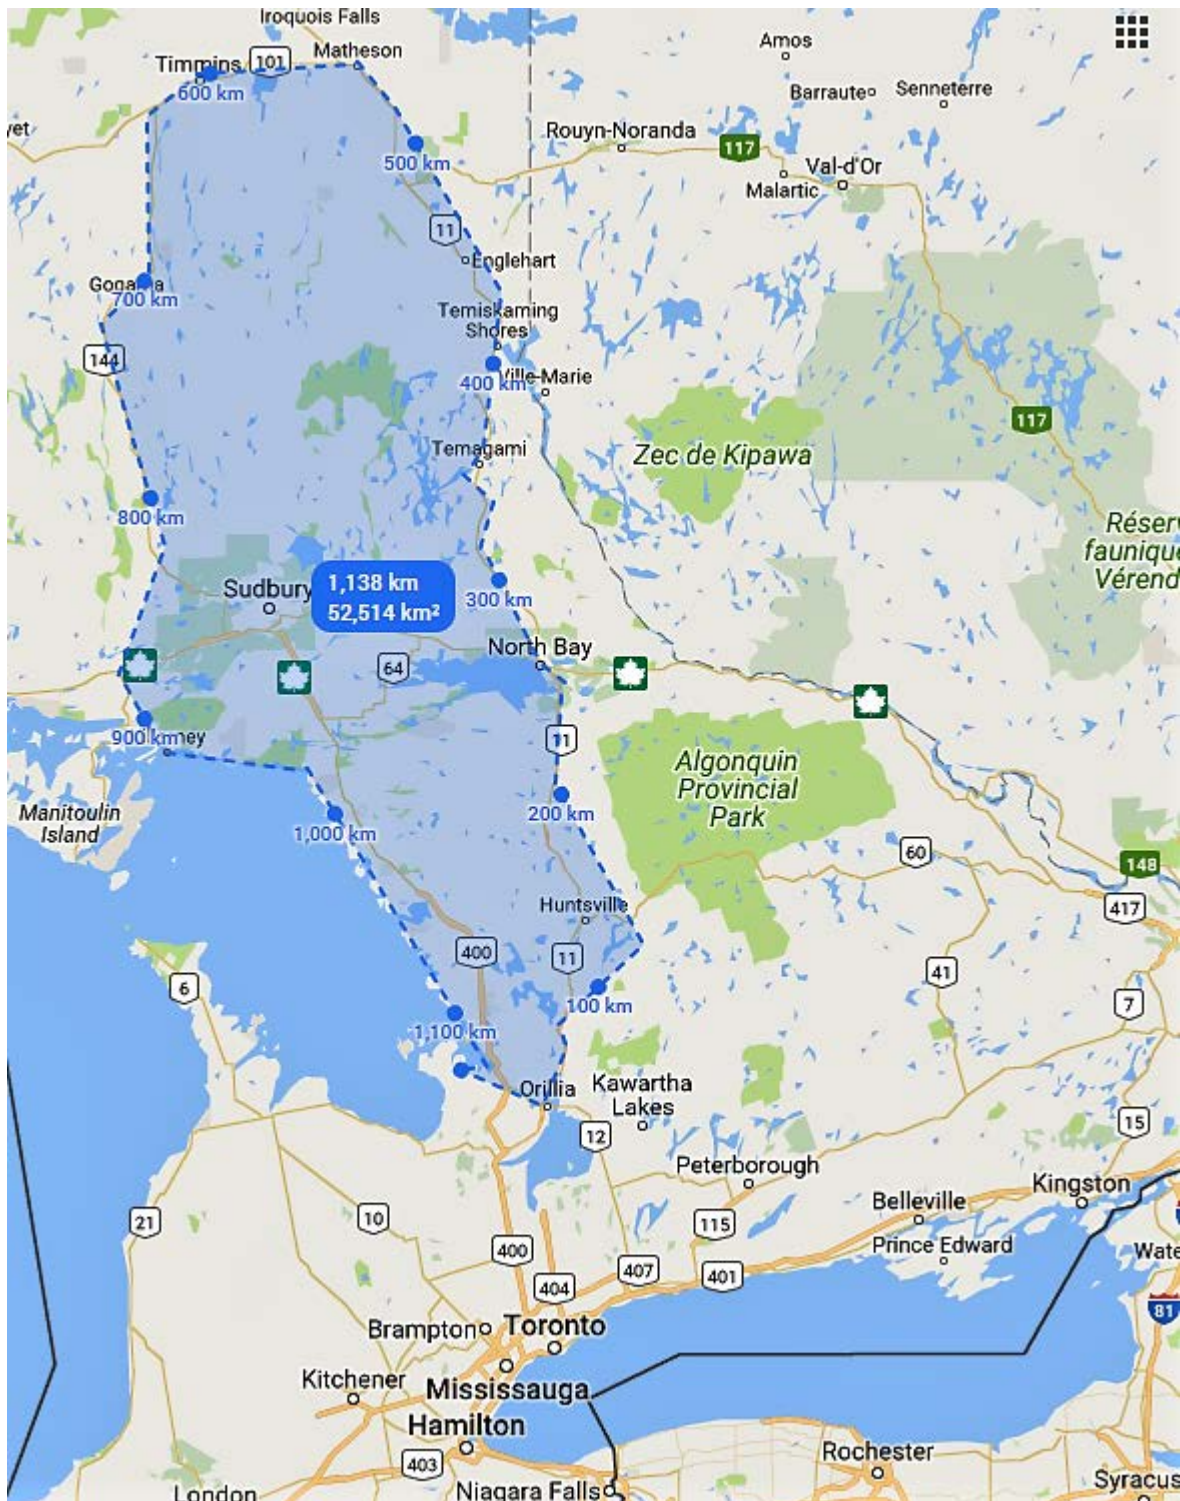 Iroquois Falls
Matheson
Timmins
101
600 km
Amos
Barraute
Senneterre
Rouyn-Noranda
117
Val-d'Or
Malartic
500 km
11
Englehart
700 km
Temiskaming
Shores
144
Ville-Marie
400 km
117
Temagami
Zec de Kipawa
800 km
Sudbury
1,138 km
52,514 km²
300 km
North Bay
64
900 km
11
Algonquin
Provincial
Park
Manitoulin
Island
1,000 km
200 km
60
148
417
Huntsville
400
11
41
6
100 km
7
1,100 km
Orillia
Kawartha
Lakes
12
15
Peterborough
Kingston
Belleville
21
10
115
Prince Edward
400
407
401
404
81
Brampton
Toronto
Kitchener
Mississauga
Hamilton
403
Rochester
London
Niagara Falls